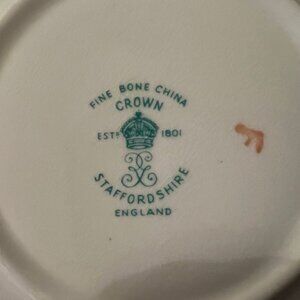 FINE BONE CHINA
CROWN
ESTD 1801
STAFFORDSHIRE
ENGLAND